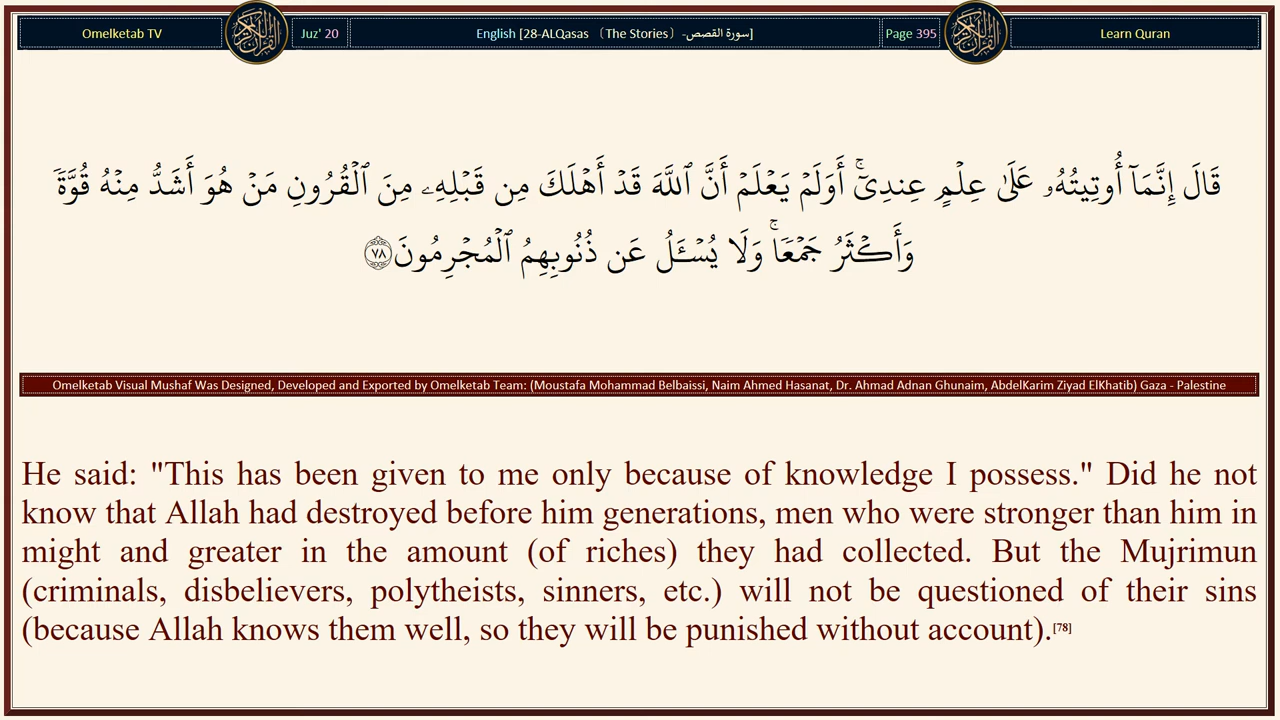 Omelketab TV
Juz' 20
English [28-ALQasas 〔The Stories〕-سورة القصص]
Page 395
Learn Quran
قَالَ إِنَّمَآ أُوتِيتُهُۥ عَلَىٰ عِلْمٍ عِندِىٓ ۚ أَوَلَمْ يَعْلَمْ أَنَّ ٱللَّهَ قَدْ أَهْلَكَ مِن قَبْلِهِۦ مِنَ ٱلْقُرُونِ مَنْ هُوَ أَشَدُّ مِنْهُ قُوَّةً
وَأَكْثَرُ جَمْعًا ۚ وَلَا يُسْـَٔلُ عَن ذُنُوبِهِمُ ٱلْمُجْرِمُونَ ٧٨
Omelketab Visual Mushaf Was Designed, Developed and Exported by Omelketab Team: (Moustafa Mohammad Belbaissi, Naim Ahmed Hasanat, Dr. Ahmad Adnan Ghunaim, AbdelKarim Ziyad ElKhatib) Gaza - Palestine
He said: "This has been given to me only because of knowledge I possess." Did he not
know that Allah had destroyed before him generations, men who were stronger than him in
might and greater in the amount (of riches) they had collected. But the Mujrimun
(criminals, disbelievers, polytheists, sinners, etc.) will not be questioned of their sins
(because Allah knows them well, so they will be punished without account).[78]